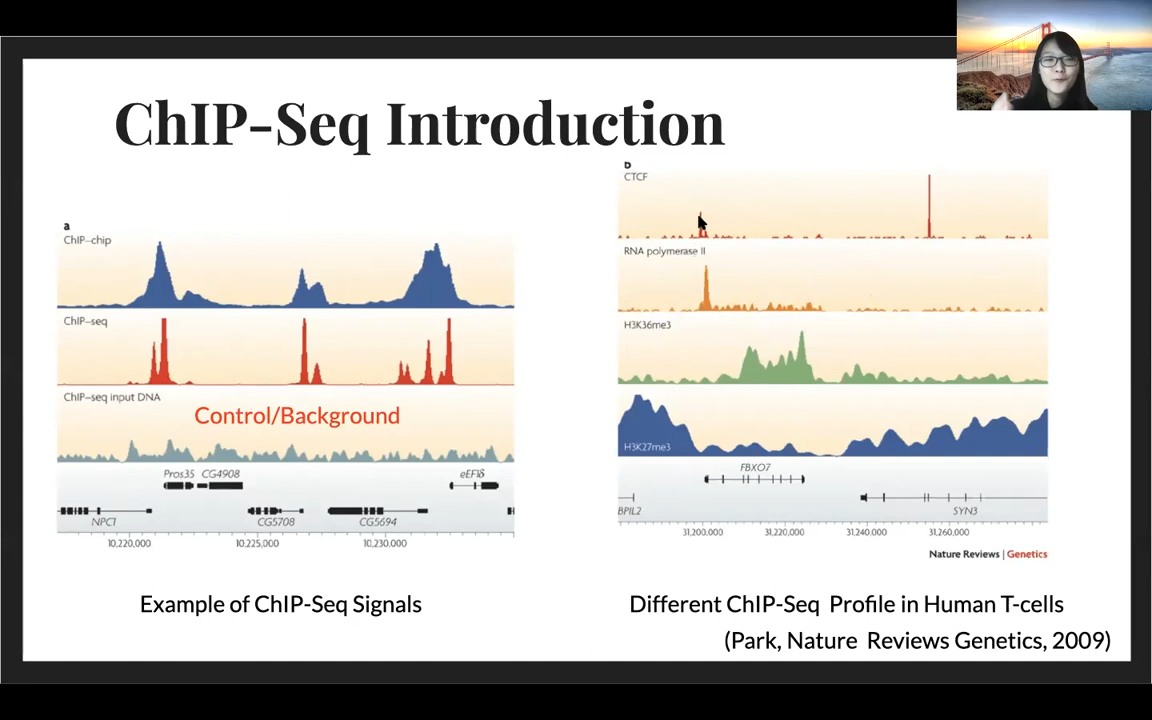 ChIP-Seq Introduction
a
ChIP–chip
ChIP–seq
ChIP–seq input DNA
Control/Background
Pros35 CG4908 eEF1δ
NPC1 CG5708 CG5694
10,220,000 10,225,000 10,230,000
Example of ChIP-Seq Signals
b
CTCF
RNA polymerase II
H3K36me3
H3K27me3
FBXO7
BPIL2 SYN3
31,200,000 31,220,000 31,240,000 31,260,000
Nature Reviews | Genetics
Different ChIP-Seq Profile in Human T-cells
(Park, Nature Reviews Genetics, 2009)